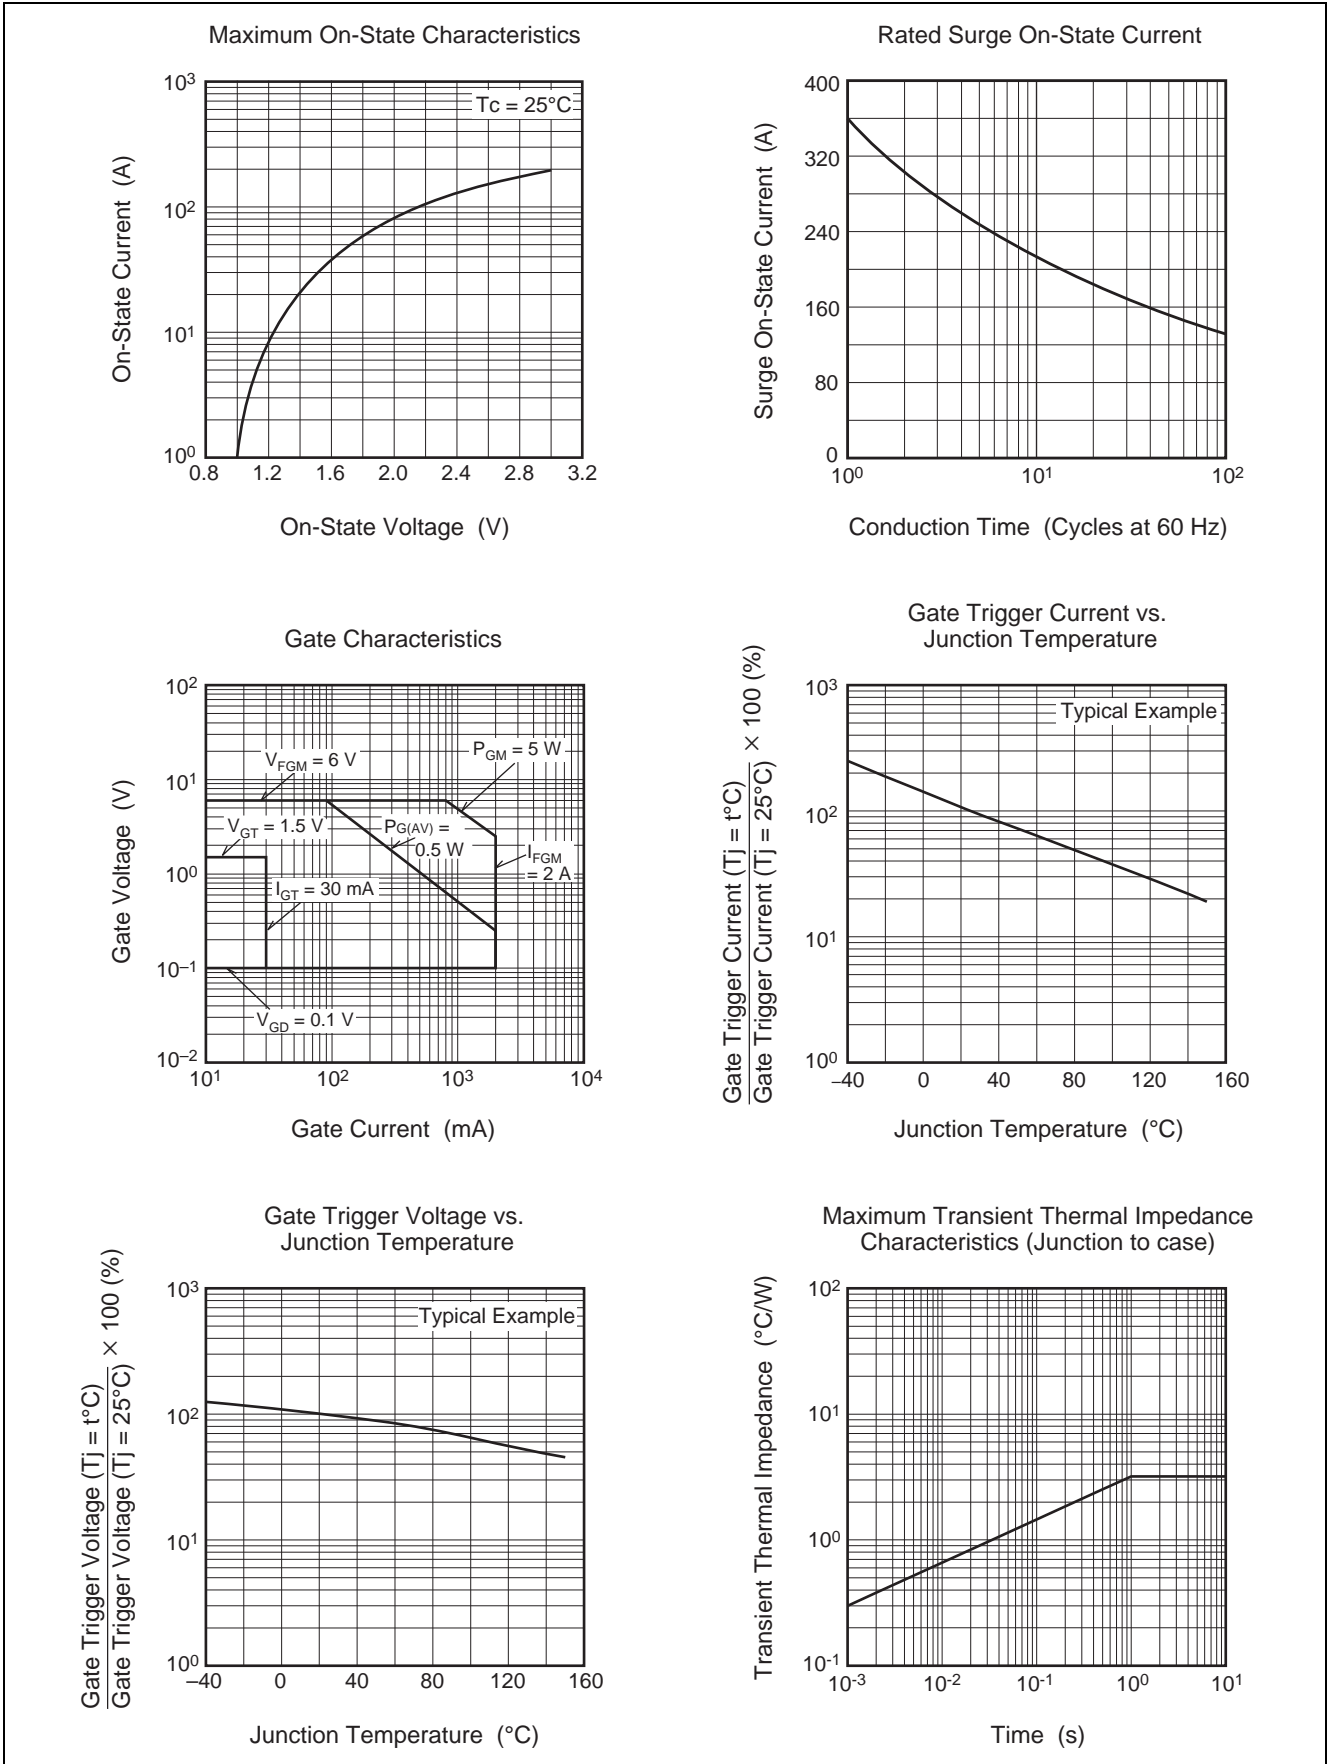 Maximum On-State Characteristics
On-State Current (A)
10³
10²
10¹
10⁰
Tc = 25°C
0.8 1.2 1.6 2.0 2.4 2.8 3.2
On-State Voltage (V)
Rated Surge On-State Current
Surge On-State Current (A)
400
320
240
160
80
0
10⁰ 10¹ 10²
Conduction Time (Cycles at 60 Hz)
Gate Characteristics
Gate Voltage (V)
10²
10¹
10⁰
10⁻¹
10⁻²
V_FGM = 6 V
P_GM = 5 W
V_GT = 1.5 V
P_G(AV) =
0.5 W
I_FGM
= 2 A
I_GT = 30 mA
V_GD = 0.1 V
10¹ 10² 10³ 10⁴
Gate Current (mA)
Gate Trigger Current vs.
Junction Temperature
Gate Trigger Current (Tj = t°C)
Gate Trigger Current (Tj = 25°C)
× 100 (%)
10³
10²
10¹
10⁰
Typical Example
–40 0 40 80 120 160
Junction Temperature (°C)
Gate Trigger Voltage vs.
Junction Temperature
Gate Trigger Voltage (Tj = t°C)
Gate Trigger Voltage (Tj = 25°C)
× 100 (%)
10³
10²
10¹
10⁰
Typical Example
–40 0 40 80 120 160
Junction Temperature (°C)
Maximum Transient Thermal Impedance
Characteristics (Junction to case)
Transient Thermal Impedance (°C/W)
10²
10¹
10⁰
10⁻¹
10⁻³ 10⁻² 10⁻¹ 10⁰ 10¹
Time (s)